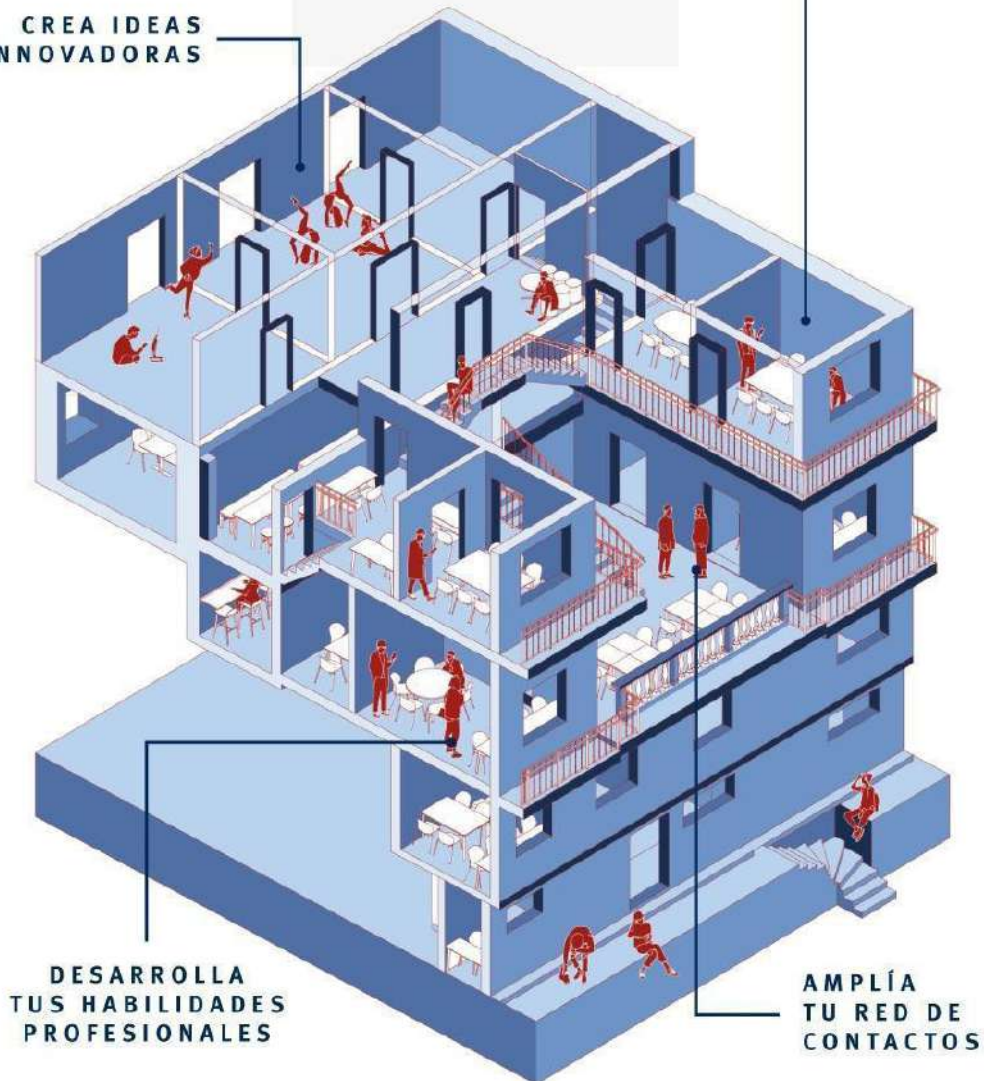 CREA IDEAS
NNOVADORAS
DESARROLLA
TUS HABILIDADES
PROFESIONALES
AMPLÍA
TU RED DE
CONTACTOS